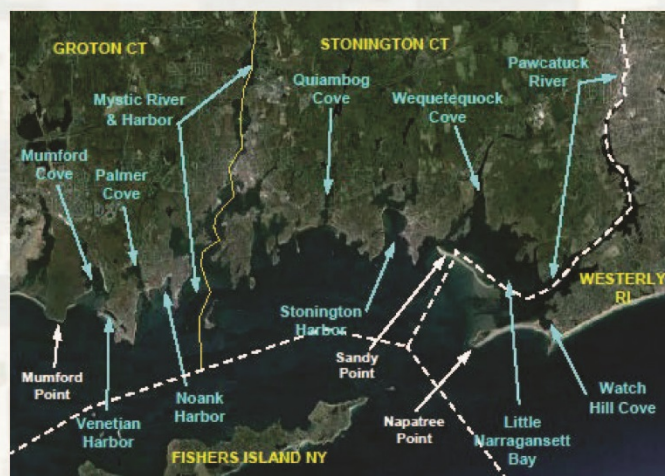 GROTON CT
STONINGTON CT
Mystic River
& Harbor
Quiambog
Cove
Wequetequock
Cove
Pawcatuck
River
Mumford
Cove
Palmer
Cove
WESTERLY
RI
Stonington
Harbor
Sandy
Point
Mumford
Point
Venetian
Harbor
Noank
Harbor
Napatree
Point
Little
Narragansett
Bay
Watch
Hill Cove
FISHERS ISLAND NY